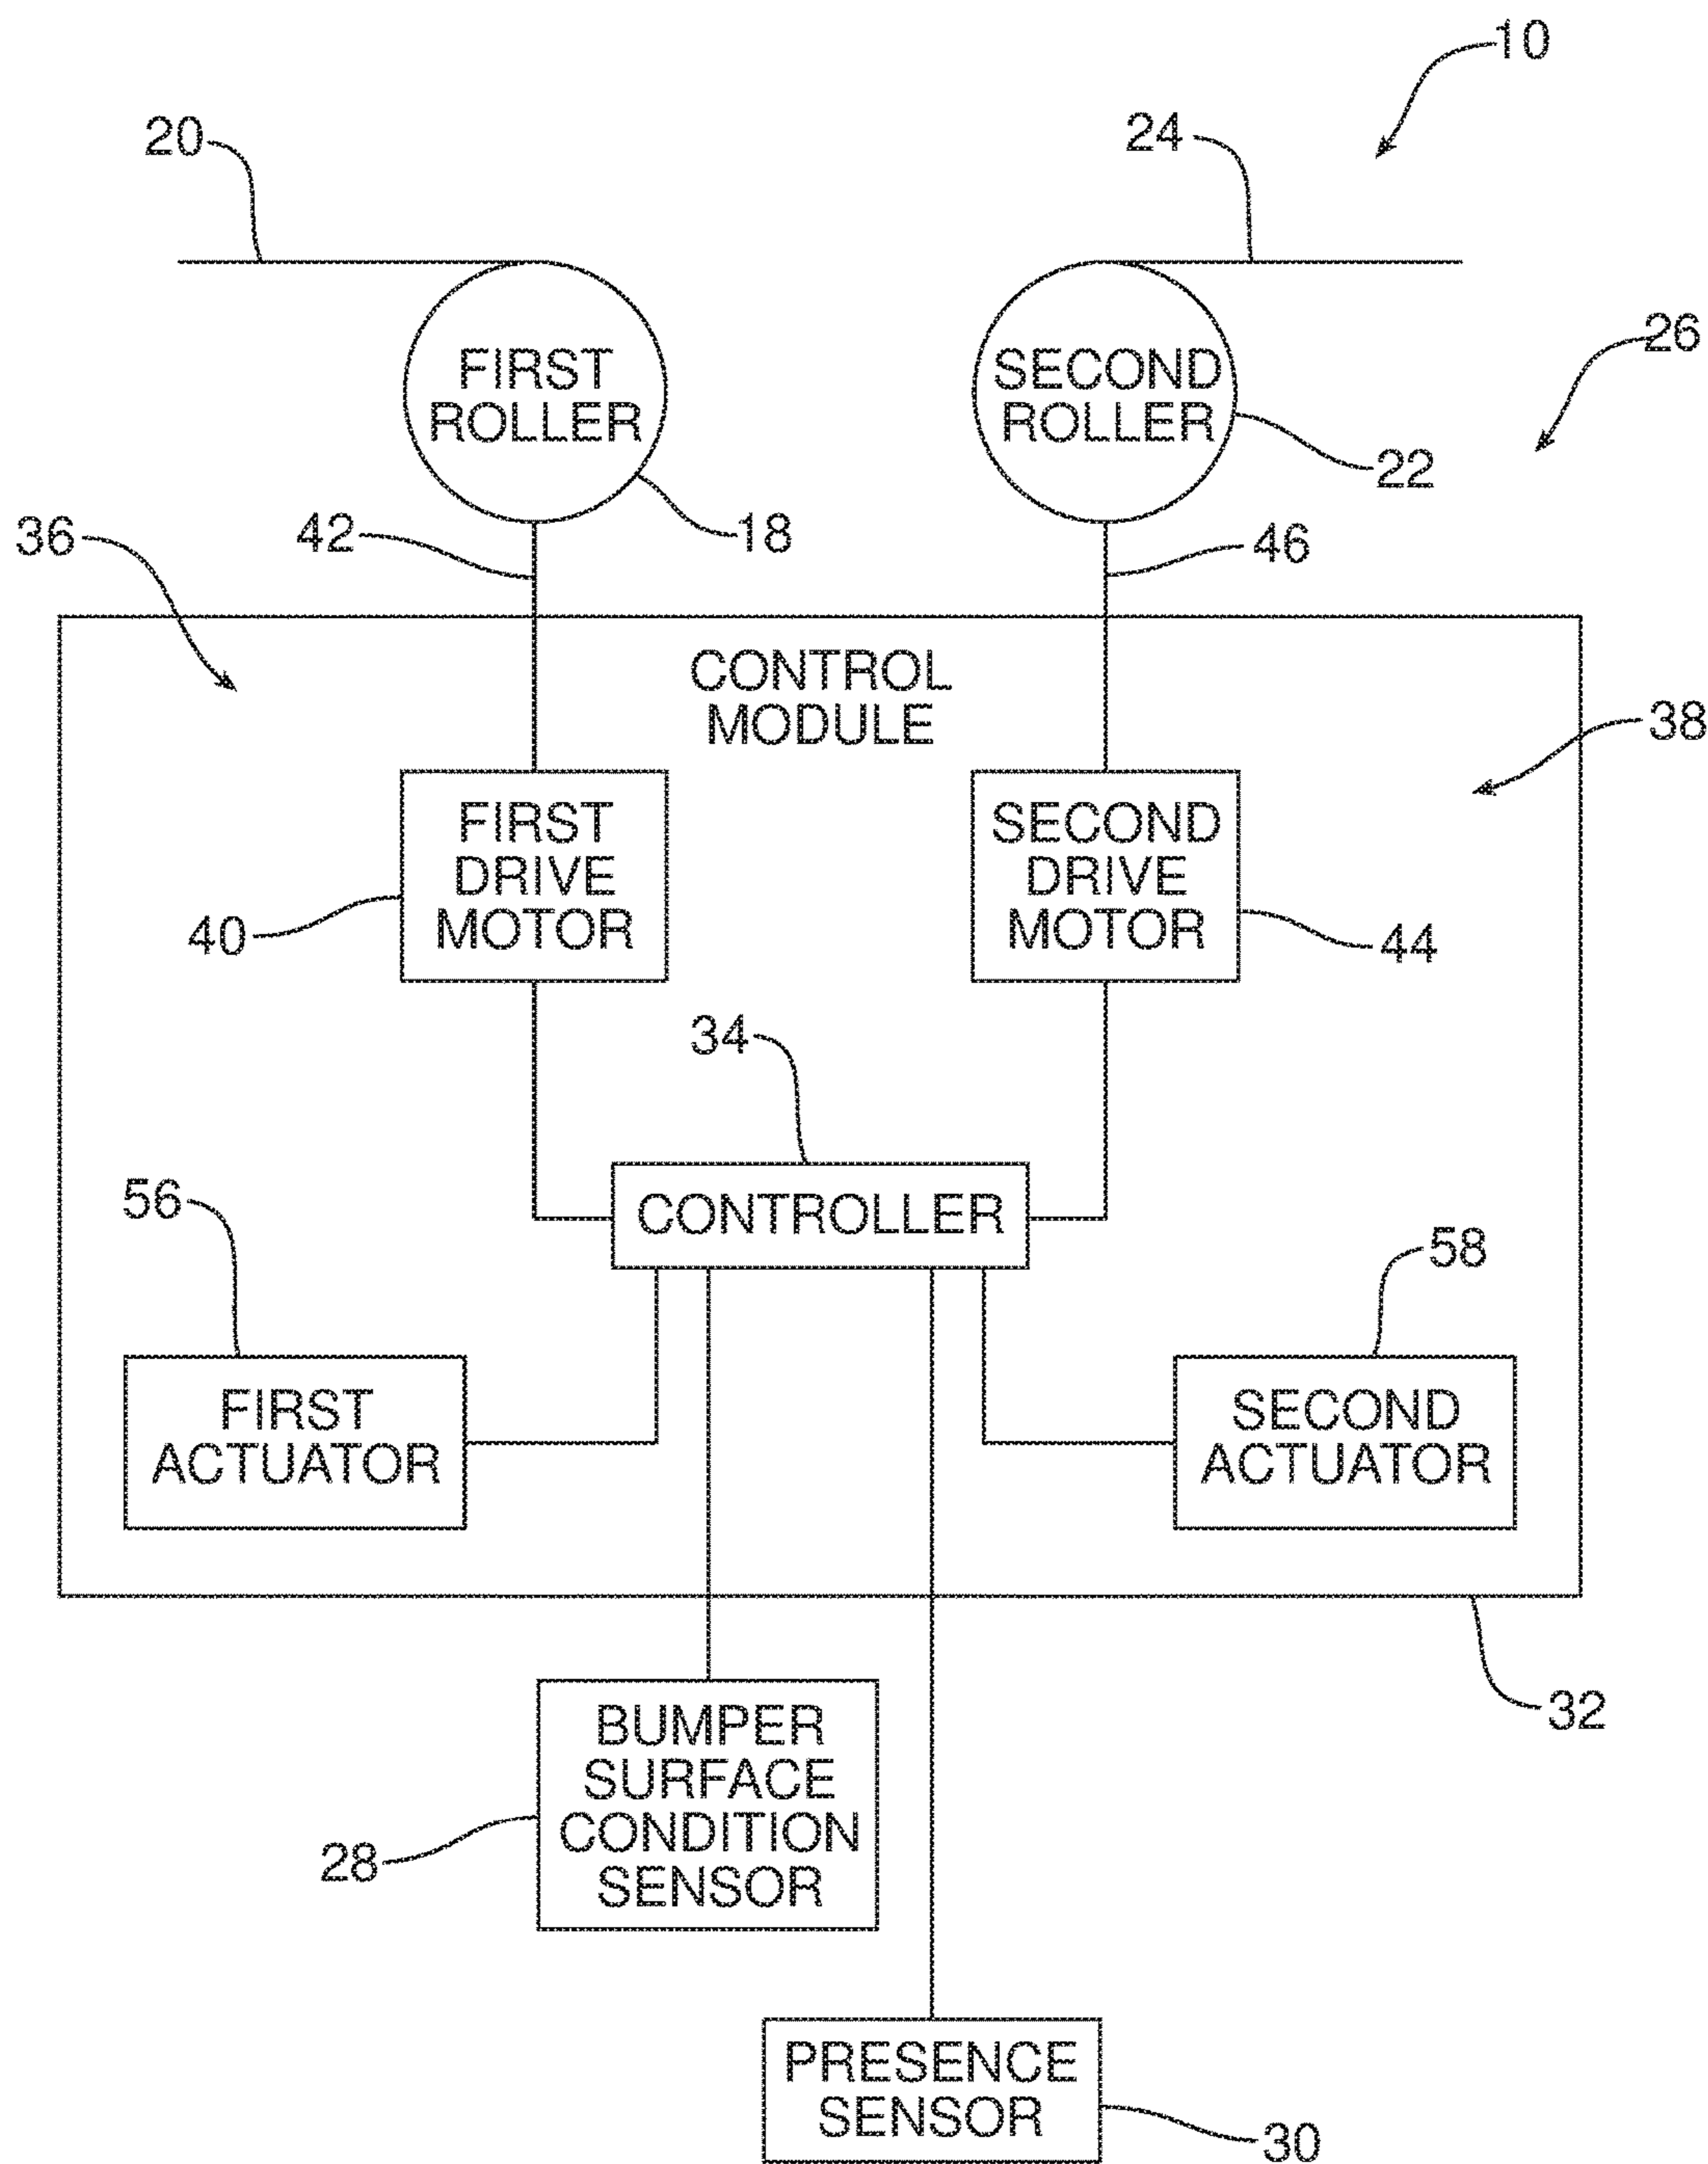 10
20
24
FIRST
ROLLER
SECOND
ROLLER
26
22
18
42
46
36
CONTROL
MODULE
38
FIRST
DRIVE
MOTOR
SECOND
DRIVE
MOTOR
40
44
34
56
CONTROLLER
58
FIRST
ACTUATOR
SECOND
ACTUATOR
32
BUMPER
SURFACE
CONDITION
SENSOR
28
PRESENCE
SENSOR
30